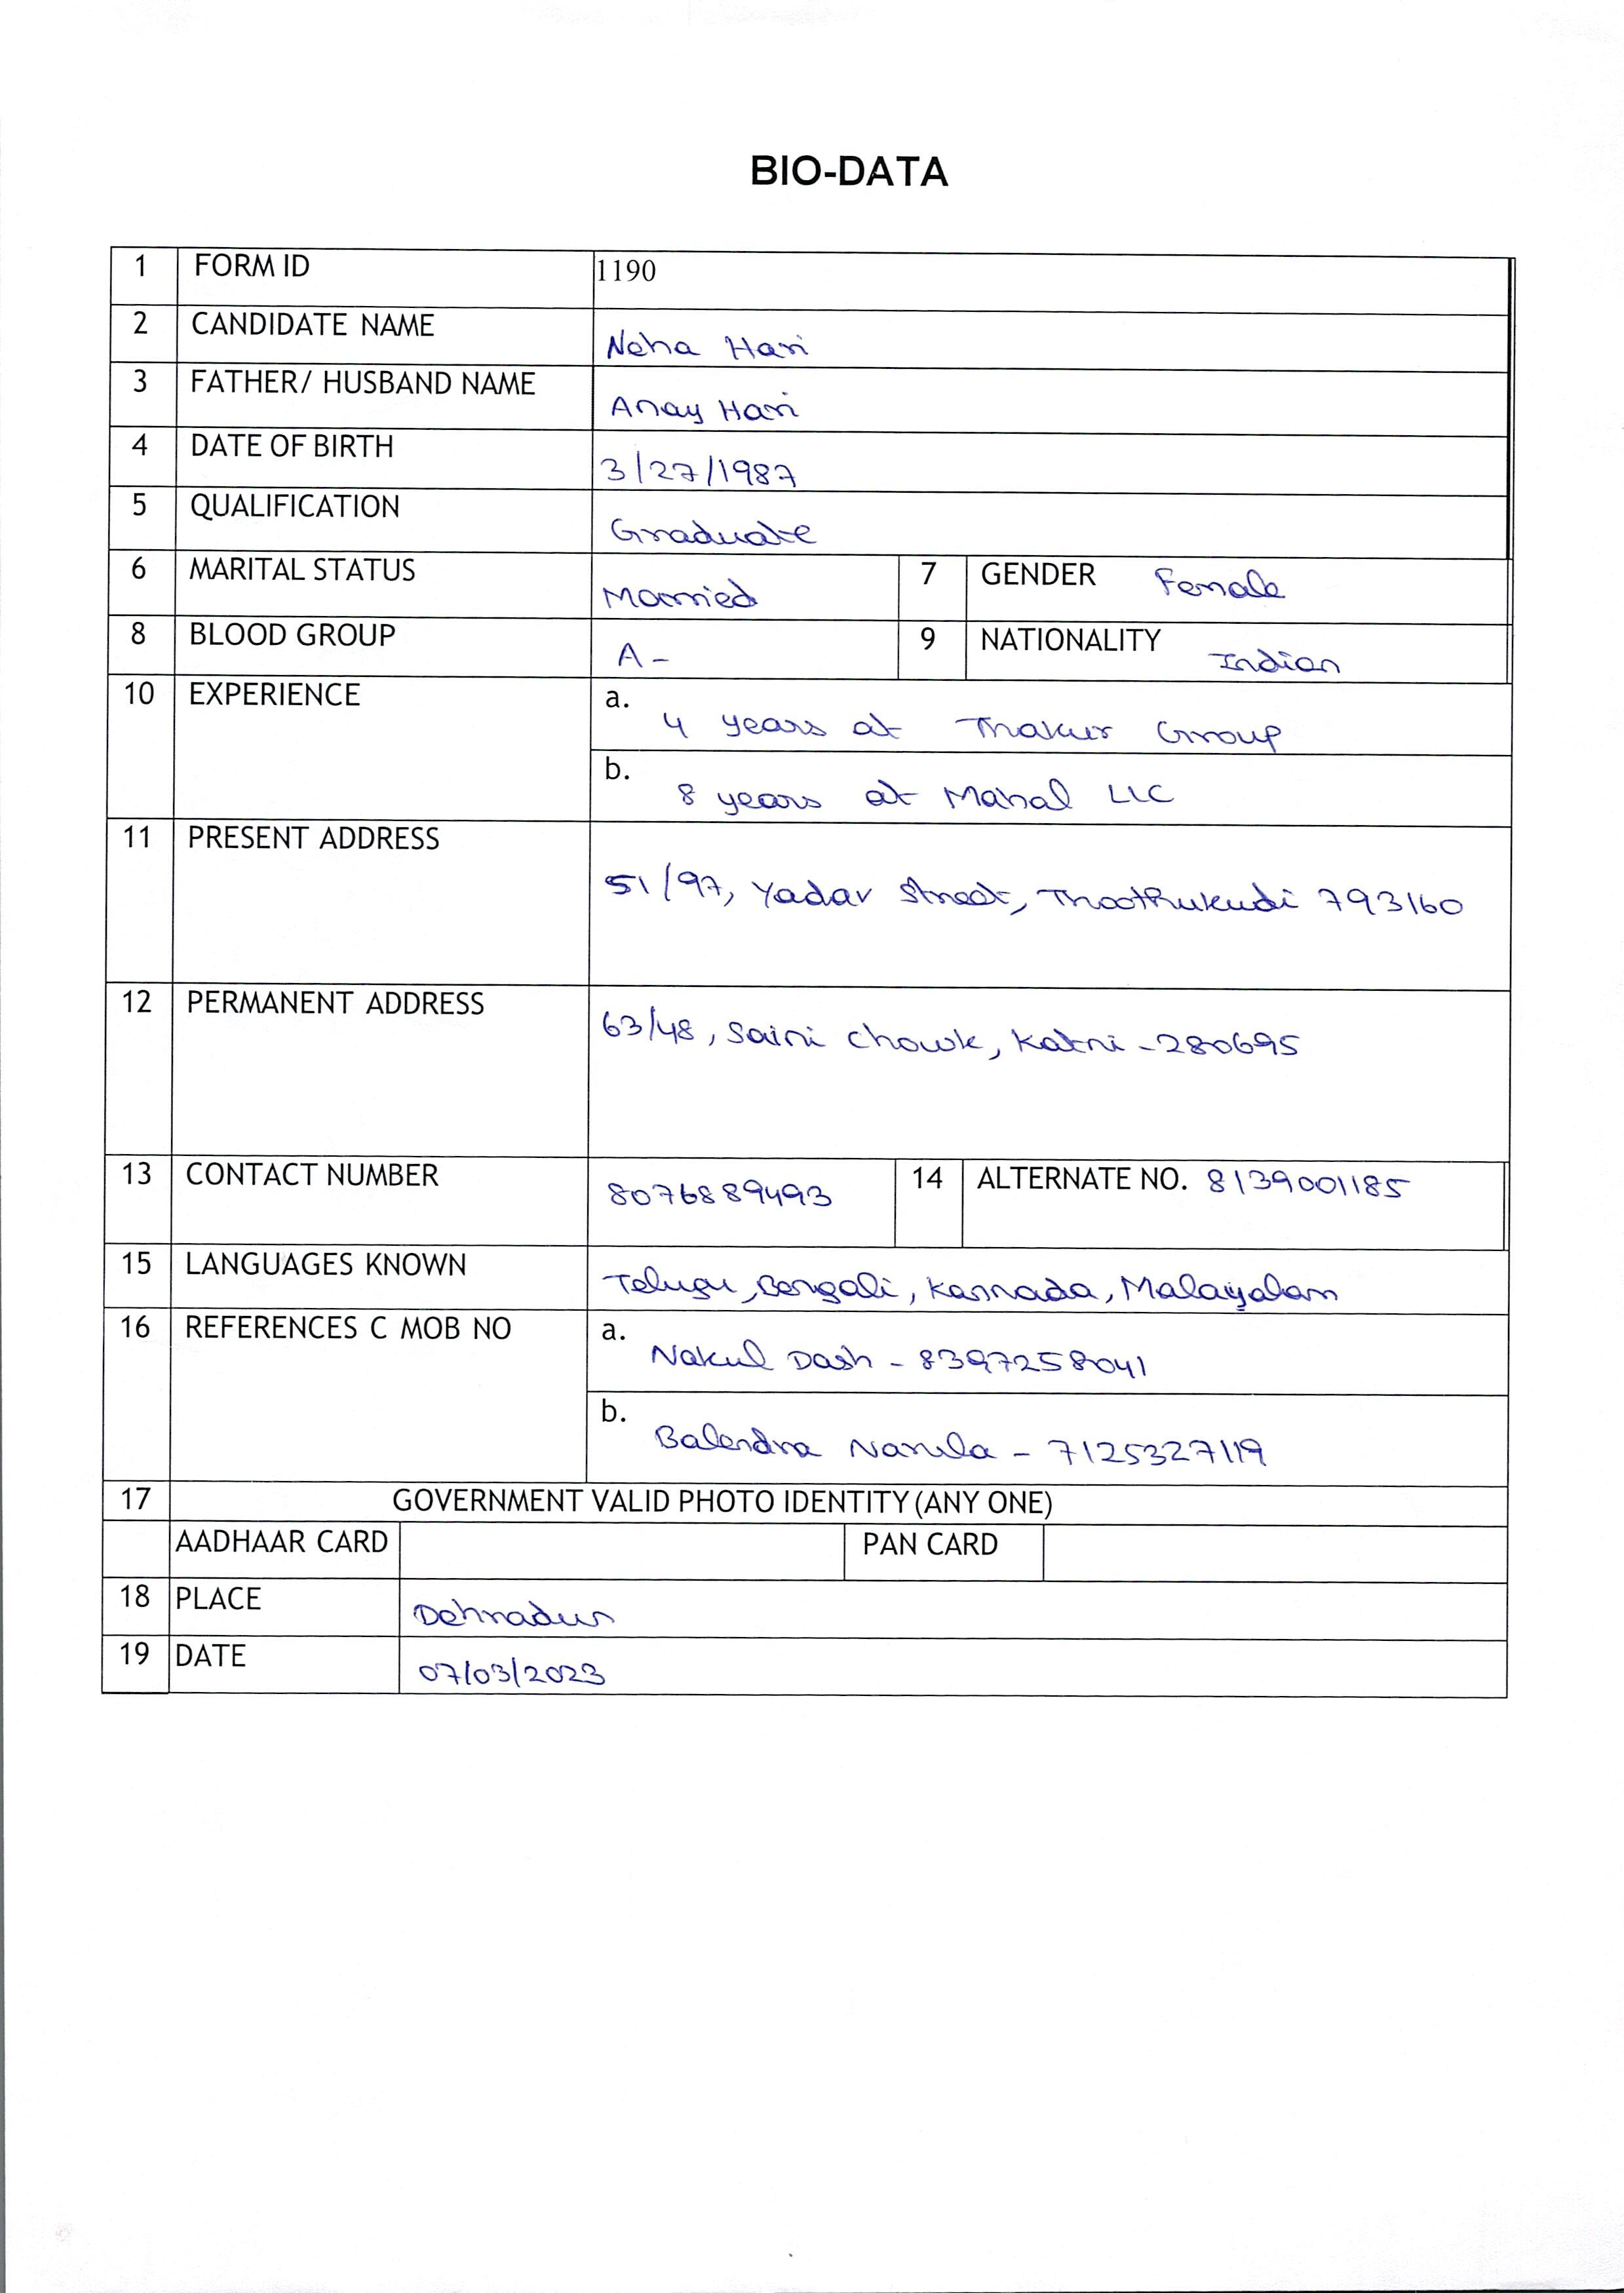 BIO-DATA
1 FORM ID 1190
2 CANDIDATE NAME Neha Hari
3 FATHER/ HUSBAND NAME Anay Hari
4 DATE OF BIRTH 3/27/1987
5 QUALIFICATION Graduate
6 MARITAL STATUS Married 7 GENDER Female
8 BLOOD GROUP A- 9 NATIONALITY Indian
10 EXPERIENCE a. 4 years at Thakur Group
b. 8 years at Mahal LLC
11 PRESENT ADDRESS 51/97, Yadav Street, Thoothukudi 793160
12 PERMANENT ADDRESS 63/48, Saini Chowk, Katni - 280695
13 CONTACT NUMBER 8076889493 14 ALTERNATE NO. 8139001185
15 LANGUAGES KNOWN Telugu, Bengali, Kannada, Malayalam
16 REFERENCES C MOB NO a. Nakul Dash - 8397258041
b. Balendra Narula - 7125327119
17 GOVERNMENT VALID PHOTO IDENTITY (ANY ONE)
AADHAAR CARD PAN CARD
18 PLACE Dehradun
19 DATE 07/03/2023